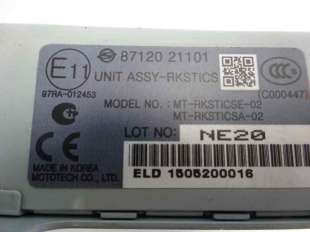 87120 21101
E11
UNIT ASSY-RKSTICS
97RA-012453
(C000447)
MODEL NO.: MT-RKSTICSE-02
MT-RKSTICSA-02
LOT NO: NE20
MADE IN KOREA
MOTOTECH CO.,LTD.
ELD 1505200016